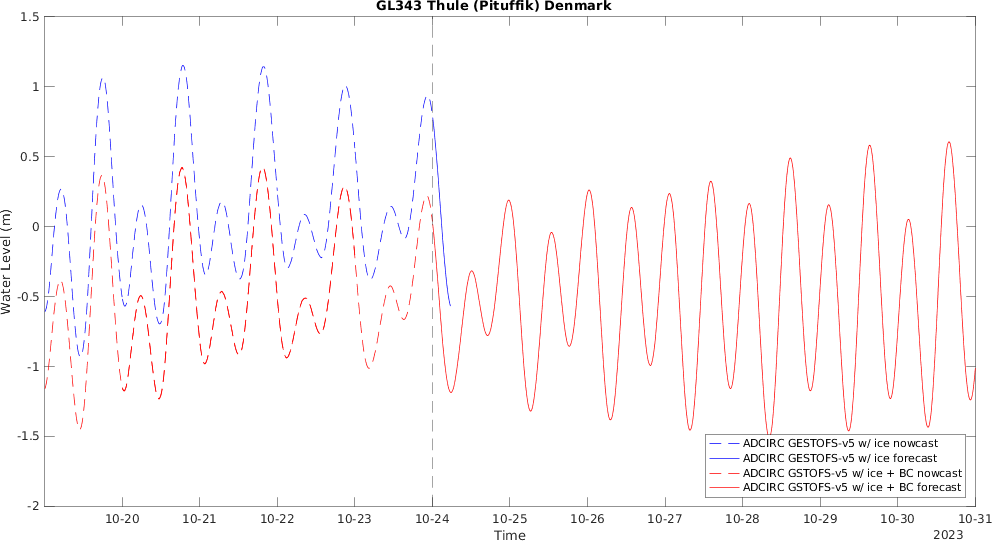 GL343 Thule (Pituffik) Denmark
1.5
1
0.5
0
-0.5
-1
-1.5
-2
Water Level (m)
ADCIRC GESTOFS-v5 w/ ice nowcast
ADCIRC GESTOFS-v5 w/ ice forecast
ADCIRC GSTOFS-v5 w/ ice + BC nowcast
ADCIRC GSTOFS-v5 w/ ice + BC forecast
10-20 10-21 10-22 10-23 10-24 10-25 10-26 10-27 10-28 10-29 10-30 10-31
Time
2023